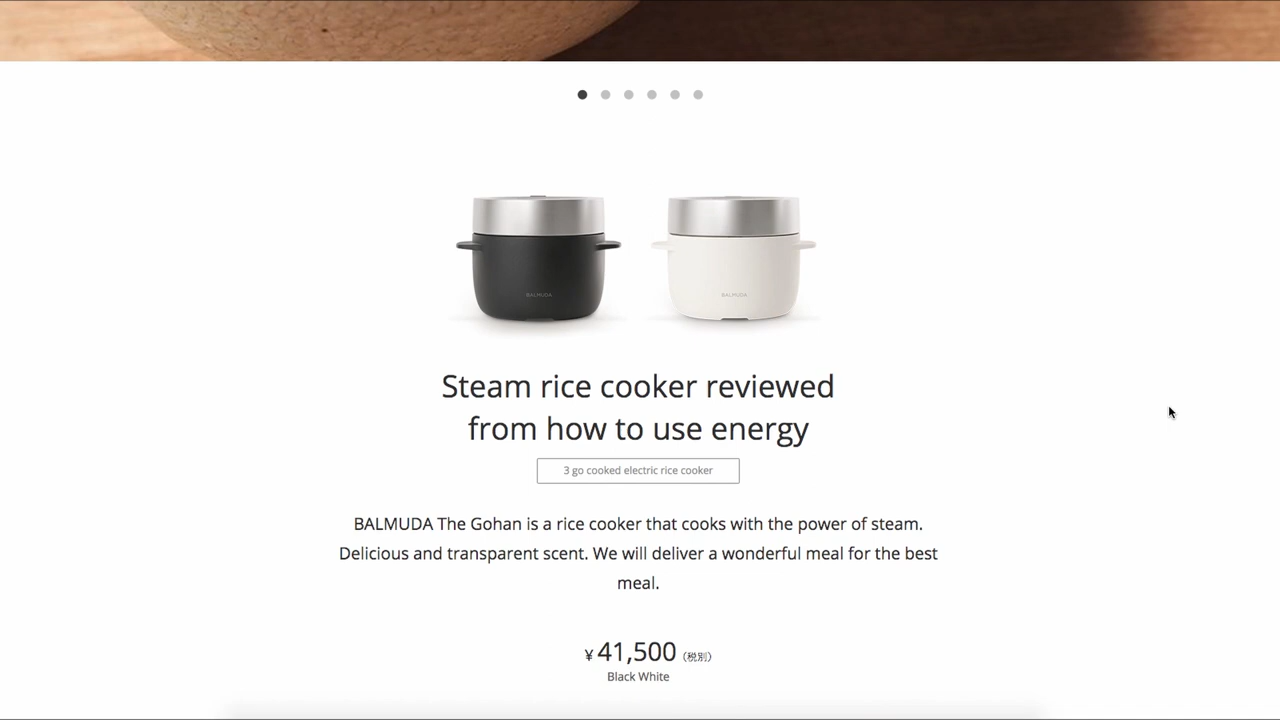 BALMUDA
BALMUDA
Steam rice cooker reviewed
from how to use energy
3 go cooked electric rice cooker
BALMUDA The Gohan is a rice cooker that cooks with the power of steam.
Delicious and transparent scent. We will deliver a wonderful meal for the best
meal.
¥ 41,500 (税別)
Black White